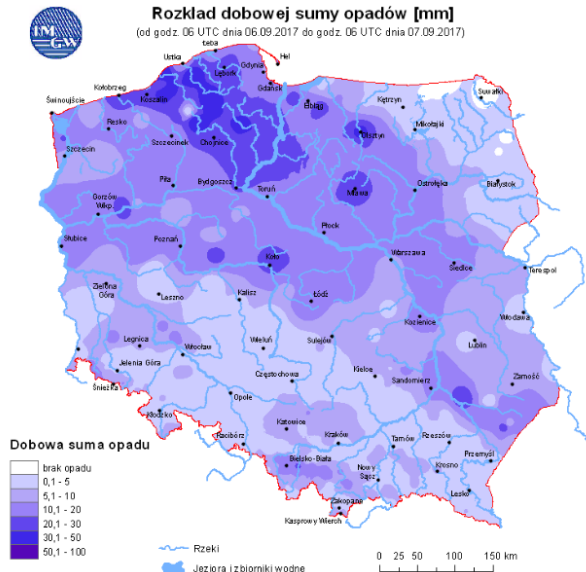 Rozkład dobowej sumy opadów [mm]
(od godz. 06 UTC dnia 06.09.2017 do godz. 06 UTC dnia 07.09.2017)
IM
GW
Łeba
Hel
Ustka
Gdynia
Lębork
Gdańsk
Kołobrzeg
Koszalin
Świnoujście
Elbląg
Kętrzyn
Suwałki
Resko
Szczecinek
Chojnice
Olsztyn
Mikołajki
Szczecin
Piła
Bydgoszcz
Toruń
Mława
Ostrołęka
Białystok
Gorzów
Wlkp.
Płock
Słubice
Poznań
Koło
Warszawa
Siedlce
Terespol
Zielona
Góra
Leszno
Kalisz
Łódź
Kozienice
Włodawa
Legnica
Wrocław
Wieluń
Sulejów
Lublin
Jelenia Góra
Śnieżka
Opole
Częstochowa
Kielce
Sandomierz
Zamość
Kłodzko
Racibórz
Katowice
Kraków
Tarnów
Rzeszów
Przemyśl
Bielsko-Biała
Nowy
Sącz
Krosno
Lesko
Zakopane
Kasprowy Wierch
Dobowa suma opadu
brak opadu
0,1 - 5
5,1 - 10
10,1 - 20
20,1 - 30
30,1 - 50
50,1 - 100
Rzeki
Jeziora i zbiorniki wodne
0 25 50 100 150 km